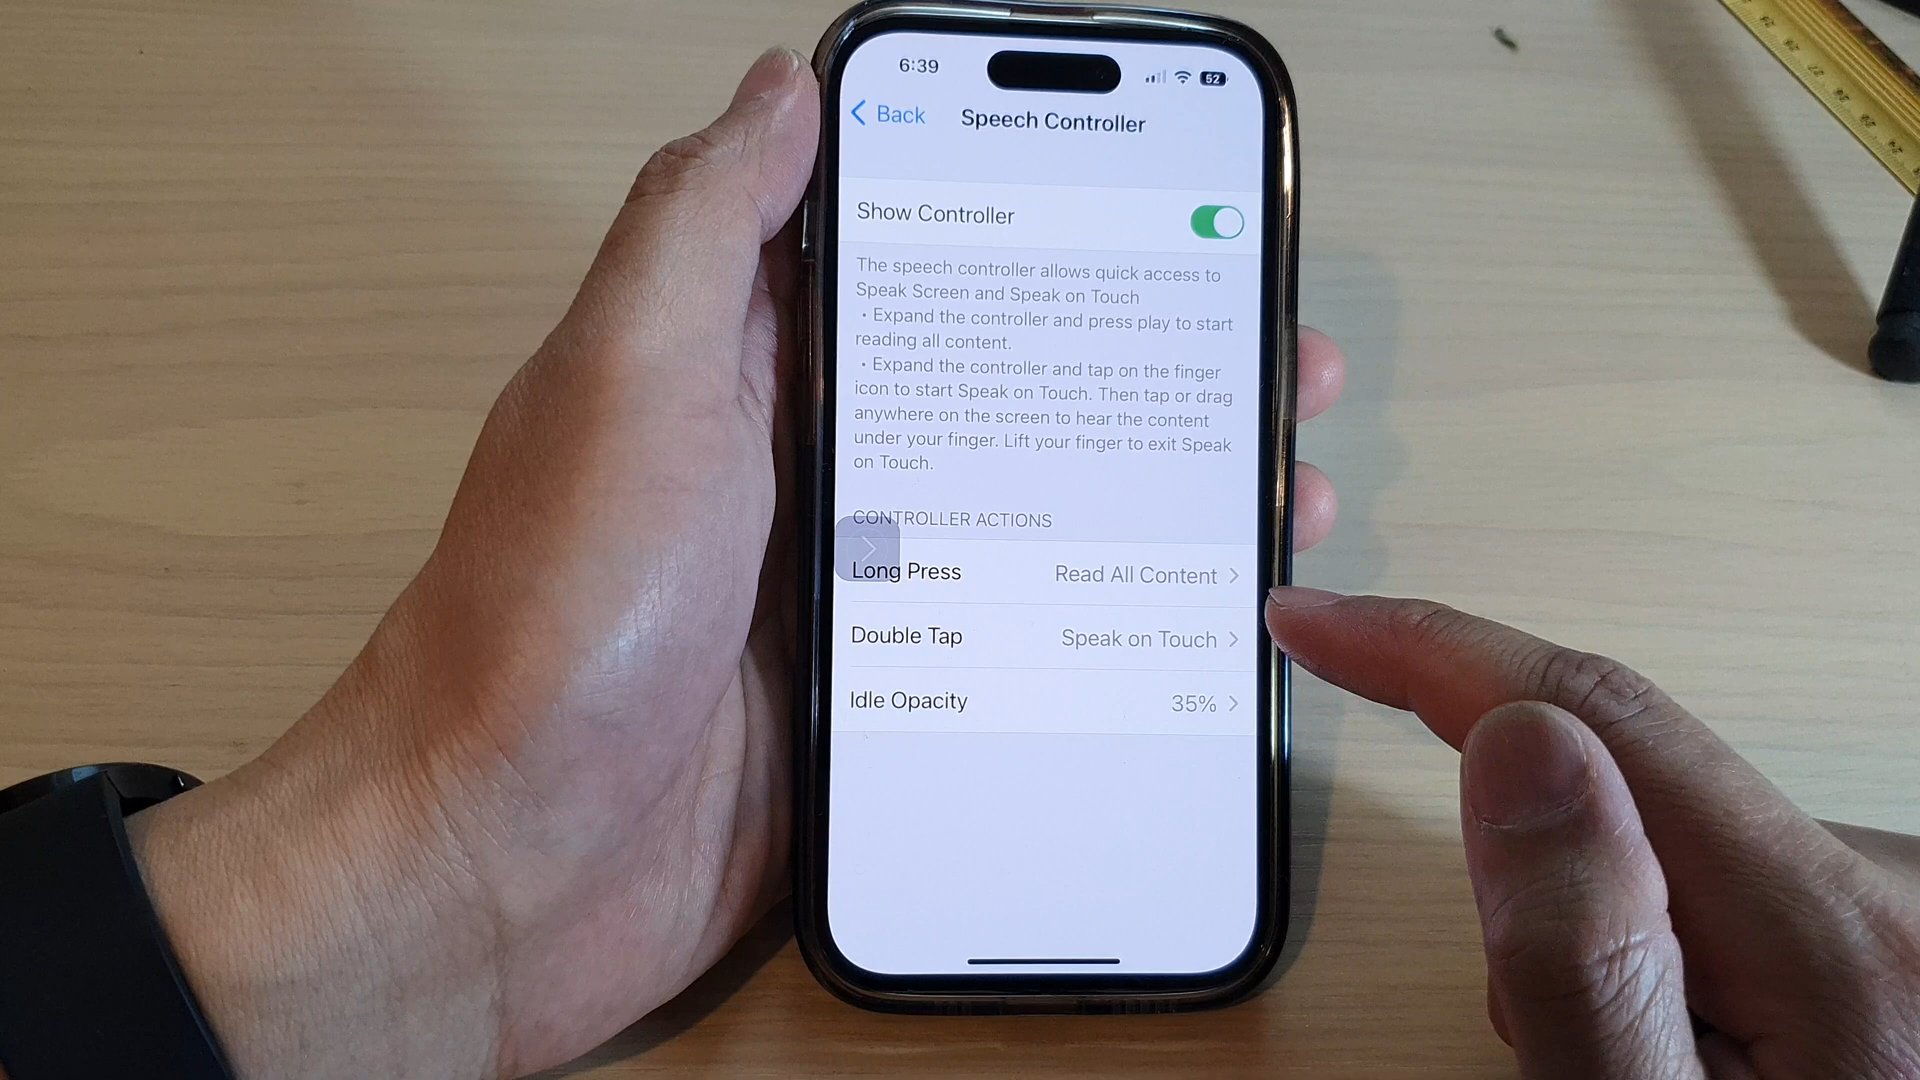 6:39
52
Back
Speech Controller
Show Controller
The speech controller allows quick access to
Speak Screen and Speak on Touch
• Expand the controller and press play to start
reading all content.
• Expand the controller and tap on the finger
icon to start Speak on Touch. Then tap or drag
anywhere on the screen to hear the content
under your finger. Lift your finger to exit Speak
on Touch.
CONTROLLER ACTIONS
Long Press Read All Content
Double Tap Speak on Touch
Idle Opacity 35%